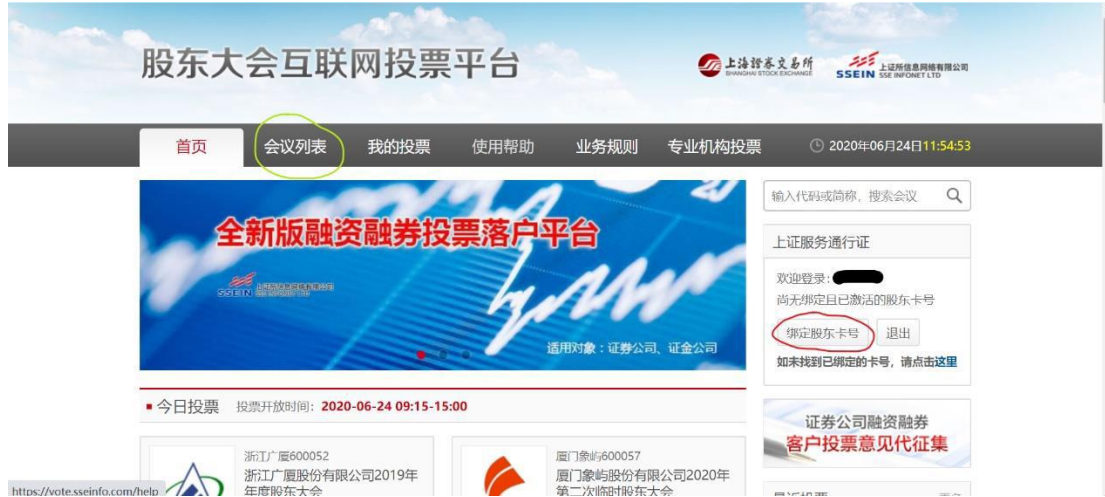 股东大会互联网投票平台
上海证券交易所
SHANGHAI STOCK EXCHANGE
SSEIN
上证所信息网络有限公司
SSE INFONET LTD
首页 会议列表 我的投票 使用帮助 业务规则 专业机构投票 2020年06月24日11:54:53
输入代码或简称，搜索会议
全新版融资融券投票落户平台
SSEIN
适用对象：证券公司、证金公司
上证服务通行证
欢迎登录：
尚无绑定且已激活的股东卡号
绑定股东卡号 退出
如未找到已绑定的卡号，请点击这里
今日投票 投票开放时间：2020-06-24 09:15-15:00
证券公司融资融券
客户投票意见代征集
浙江广厦600052
浙江广厦股份有限公司2019年
年度股东大会
厦门象屿600057
厦门象屿股份有限公司2020年
第二次临时股东大会
https://vote.sseinfo.com/help